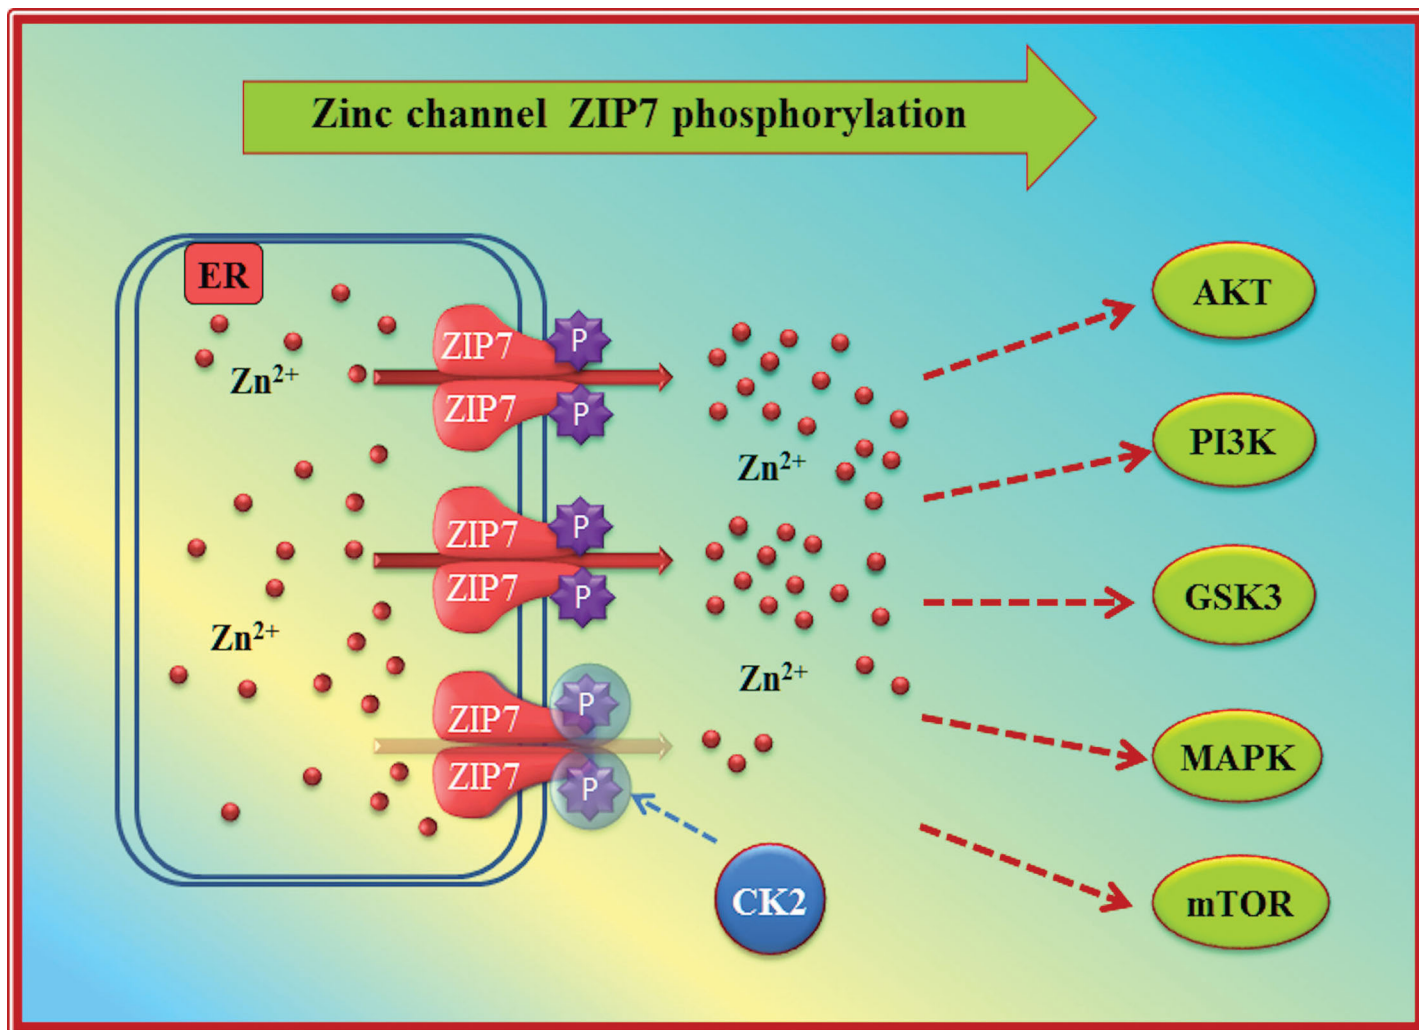 Zinc channel ZIP7 phosphorylation
ER
Zn²⁺
ZIP7
P
ZIP7
P
Zn²⁺
AKT
PI3K
ZIP7
P
ZIP7
P
GSK3
Zn²⁺
Zn²⁺
ZIP7
P
ZIP7
P
MAPK
CK2
mTOR